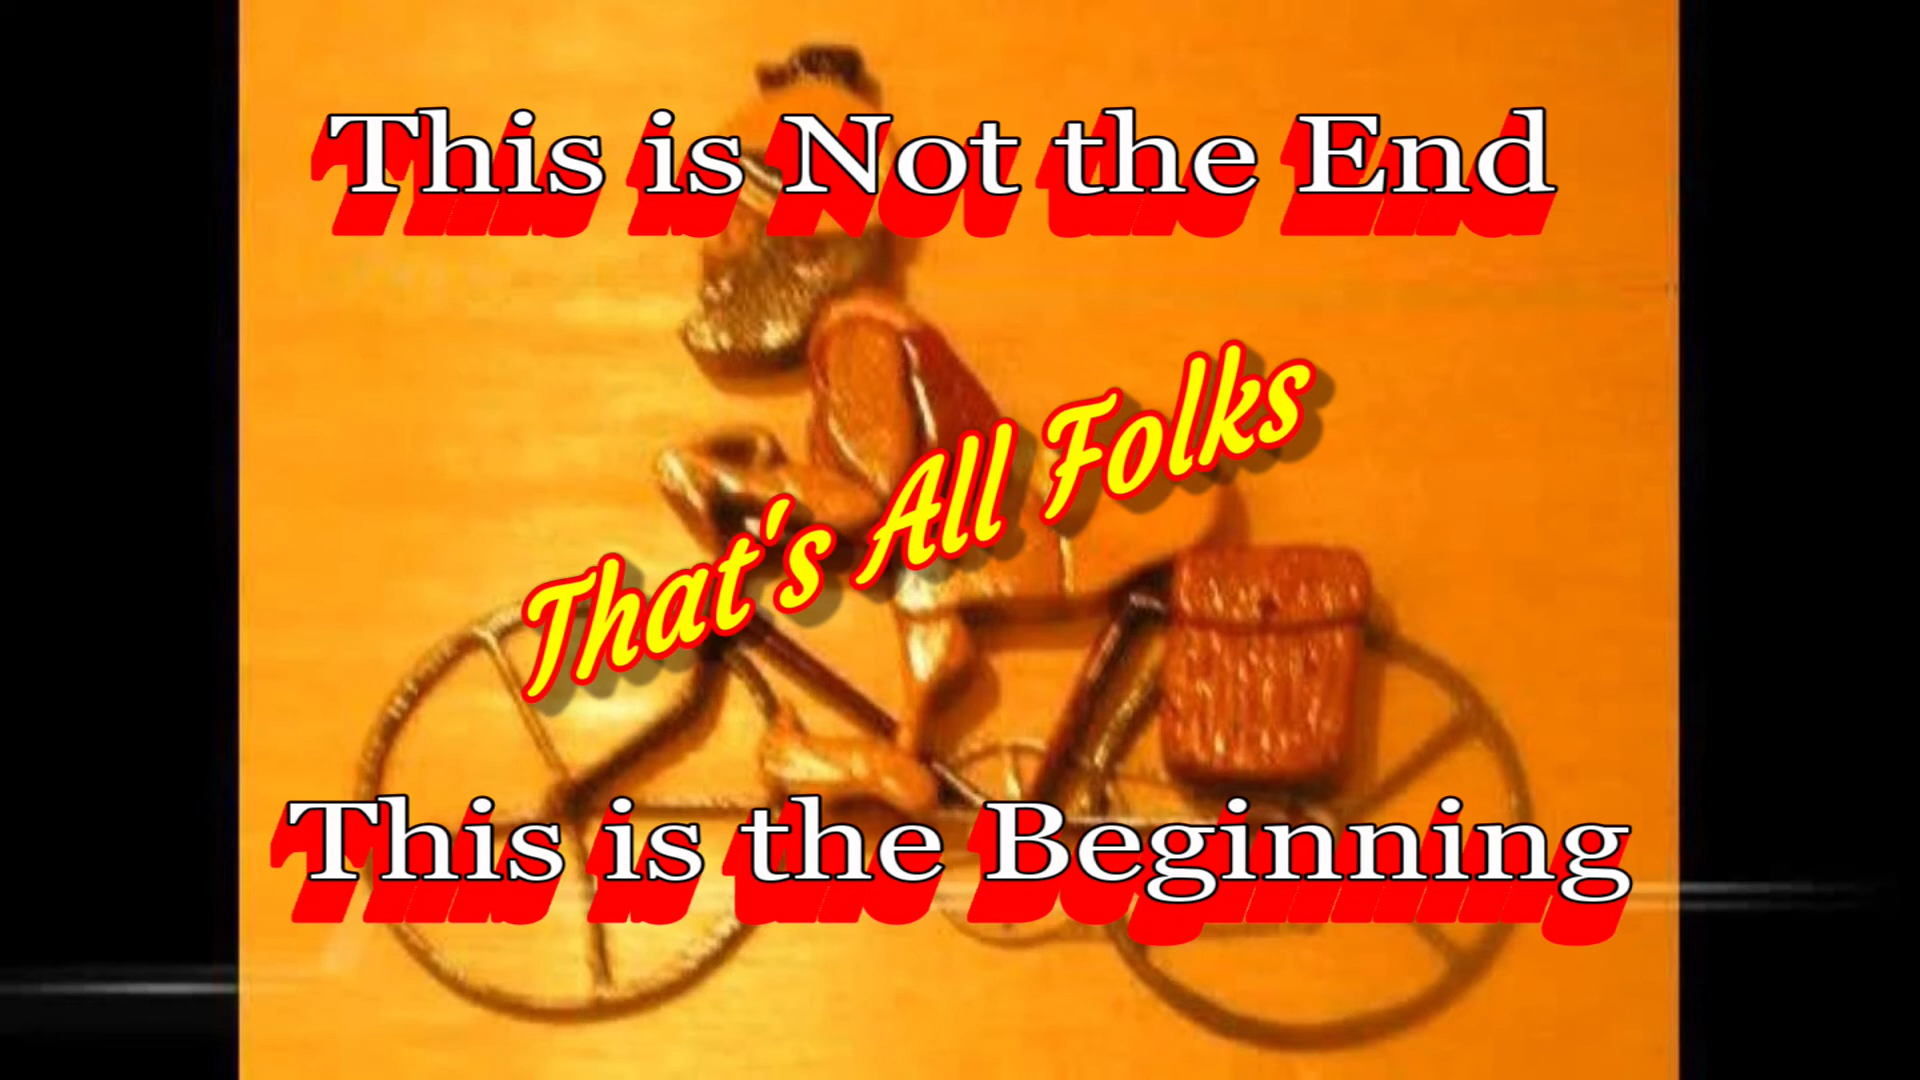 This is Not the End
That's All Folks
This is the Beginning